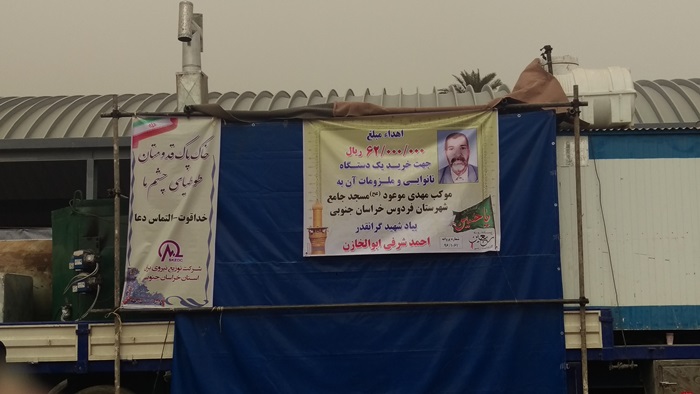 خاک پاک قدومتان
طوطیای چشم ما
خداقوت-التماس دعا
شرکت توزیع نیروی برق
استان خراسان جنوبی
اهداء مبلغ
۶۲/۰۰۰/۰۰۰ ریال
جهت خرید یک دستگاه
نانوایی و ملزومات آن به
موکب مهدی موعود (عج) مسجد جامع
شهرستان فردوس خراسان جنوبی
بیاد شهید گرانقدر
احمد شرفی ابوالخازن
یا حسین